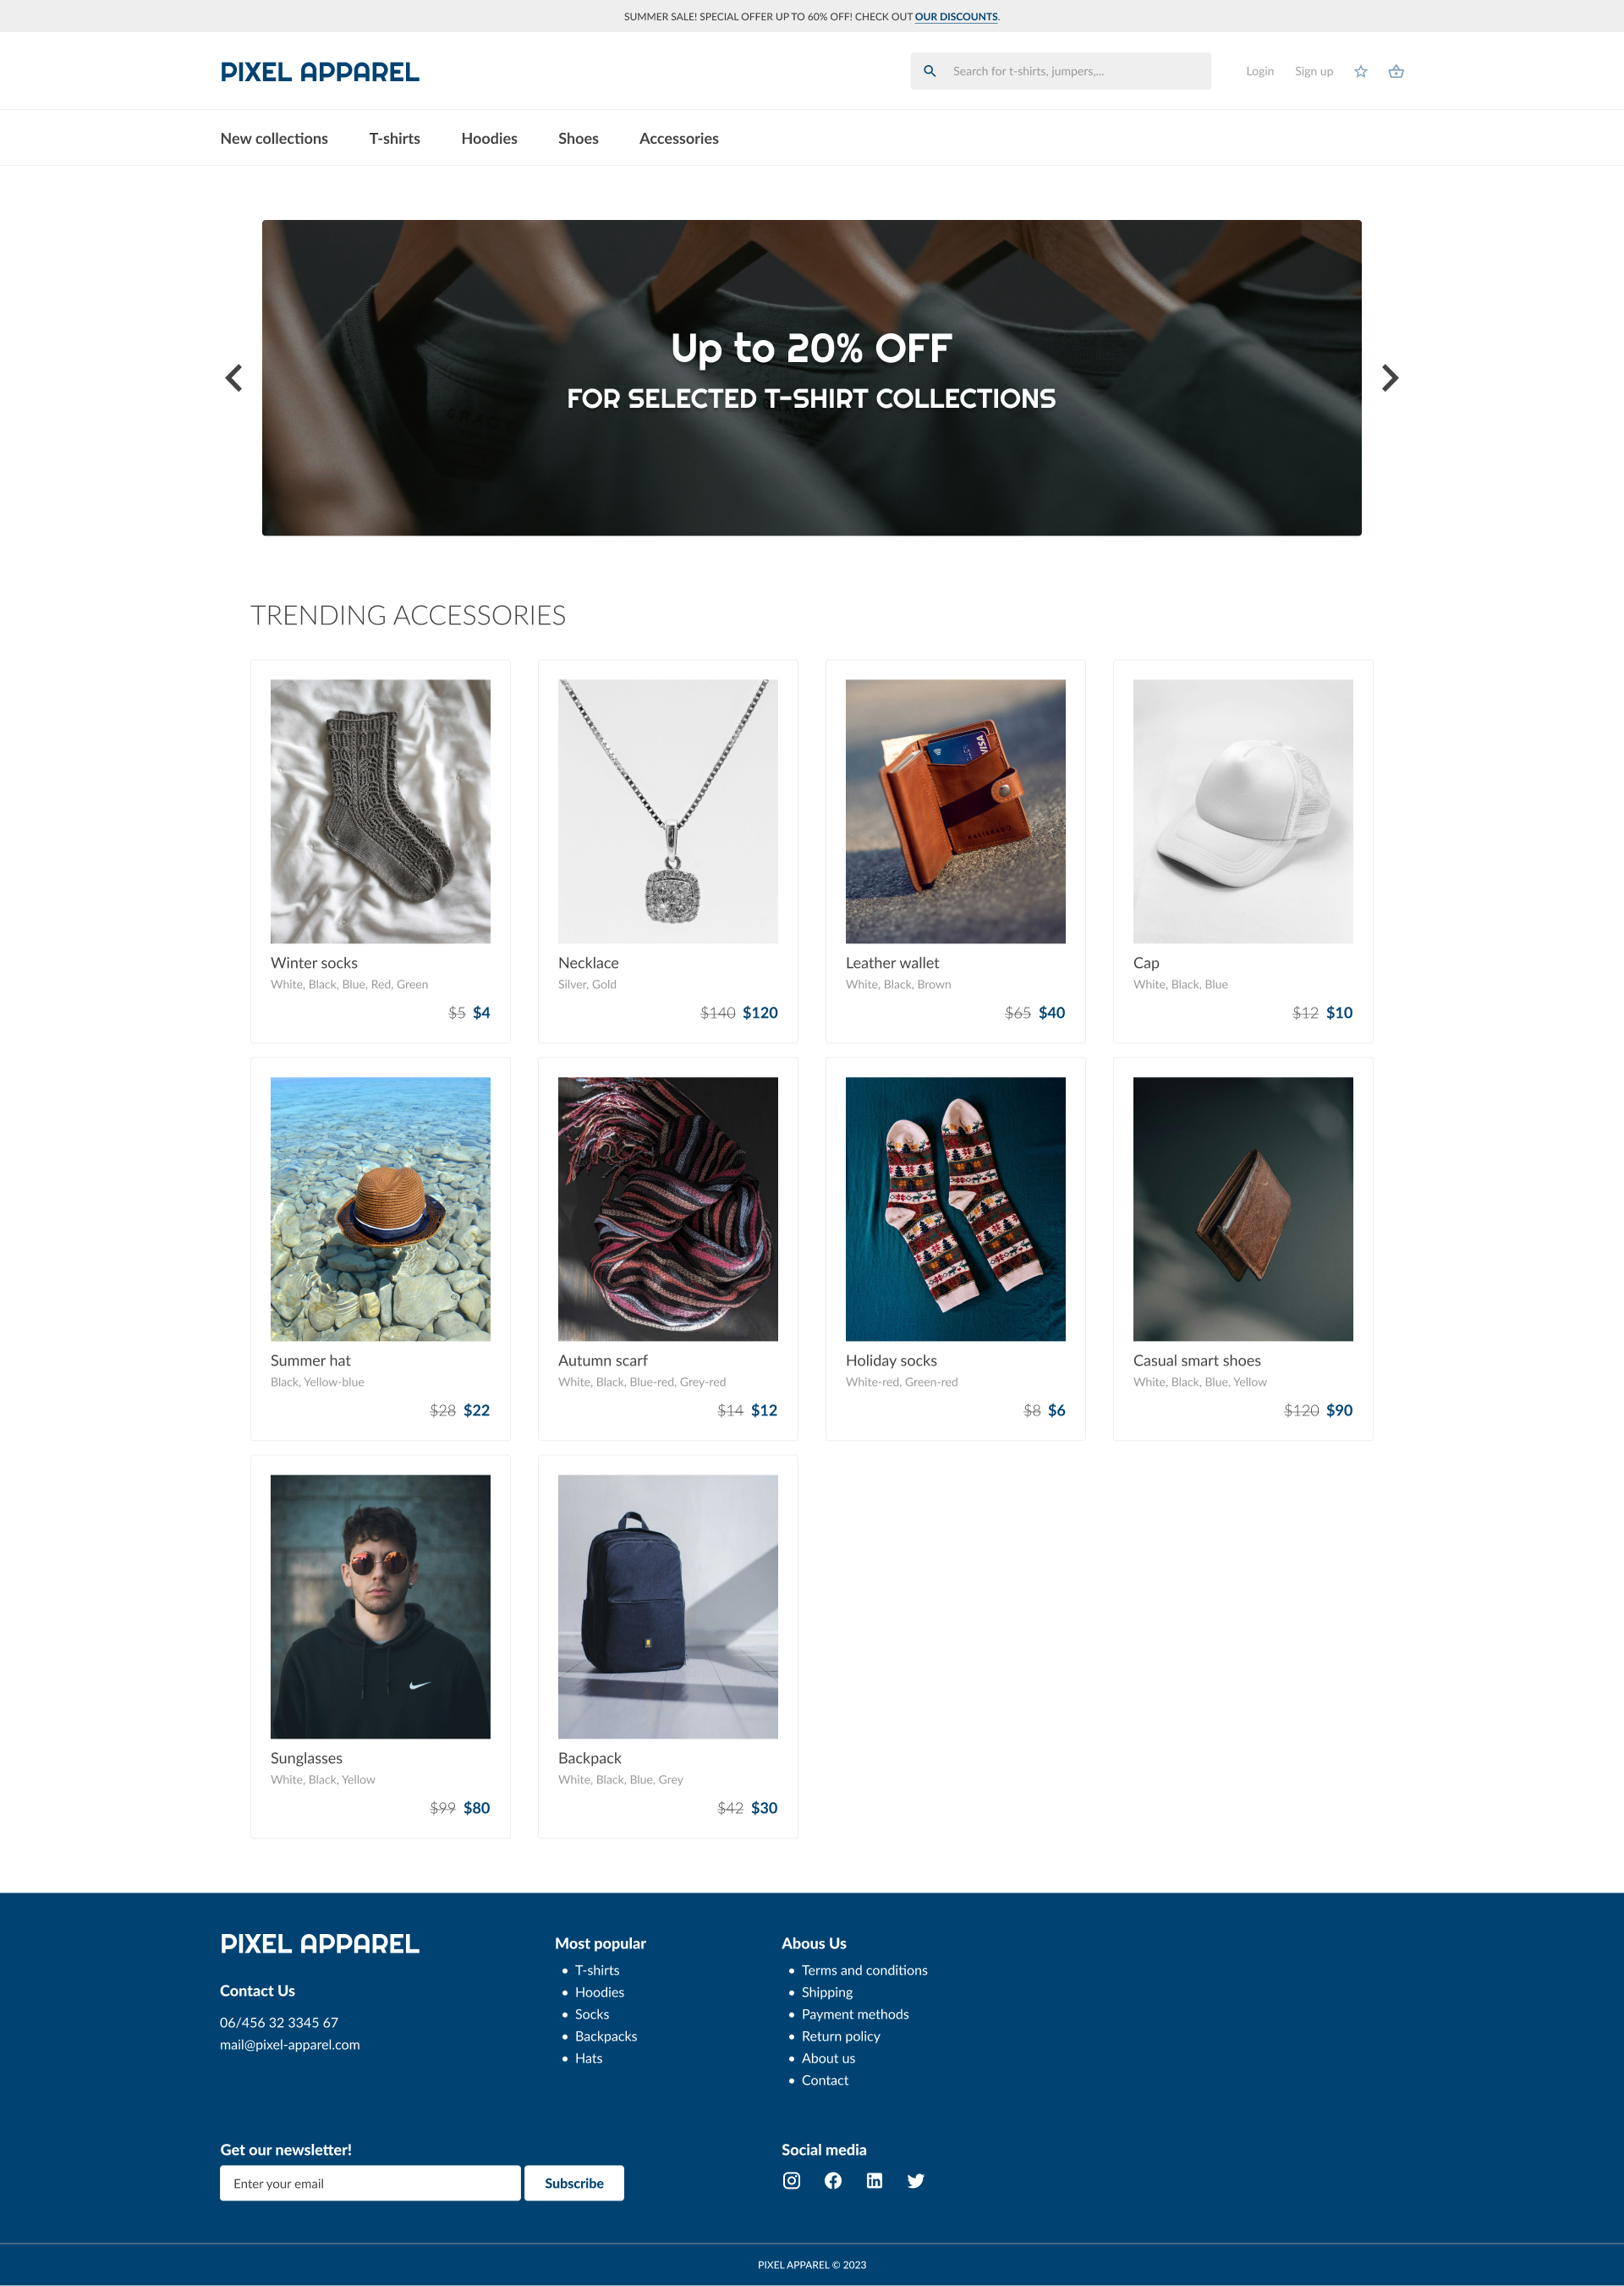 SUMMER SALE! SPECIAL OFFER UP TO 60% OFF! CHECK OUT OUR DISCOUNTS.
PIXEL APPAREL
Search for t-shirts, jumpers,...
Login
Sign up
New collections
T-shirts
Hoodies
Shoes
Accessories
Up to 20% OFF
FOR SELECTED T-SHIRT COLLECTIONS
TRENDING ACCESSORIES
VISA
Winter socks
White, Black, Blue, Red, Green
$5 $4
Necklace
Silver, Gold
$140 $120
Leather wallet
White, Black, Brown
$65 $40
Cap
White, Black, Blue
$12 $10
Summer hat
Black, Yellow-blue
$28 $22
Autumn scarf
White, Black, Blue-red, Grey-red
$14 $12
Holiday socks
White-red, Green-red
$8 $6
Casual smart shoes
White, Black, Blue, Yellow
$120 $90
Sunglasses
White, Black, Yellow
$99 $80
Backpack
White, Black, Blue, Grey
$42 $30
PIXEL APPAREL
Contact Us
06/456 32 3345 67
mail@pixel-apparel.com
Most popular
T-shirts
Hoodies
Socks
Backpacks
Hats
Abous Us
Terms and conditions
Shipping
Payment methods
Return policy
About us
Contact
Get our newsletter!
Enter your email
Subscribe
Social media
PIXEL APPAREL © 2023